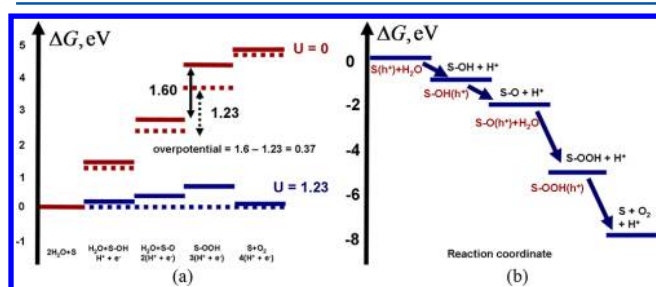 ΔG, eV
5
4
3
2
1
0
-1
U = 0
1.60
1.23
overpotential = 1.6 – 1.23 = 0.37
U = 1.23
2H₂O+S
H₂O+S-OH
H⁺ + e⁻
H₂O+S-O
2(H⁺ + e⁻)
S-OOH
3(H⁺ + e⁻)
S+O₂
4(H⁺ + e⁻)
(a)
ΔG, eV
0
-2
-4
-6
-8
S(h⁺)+H₂O
S-OH + H⁺
S-OH(h⁺)
S-O + H⁺
S-O(h⁺)+H₂O
S-OOH + H⁺
S-OOH(h⁺)
S + O₂
+ H⁺
Reaction coordinate
(b)